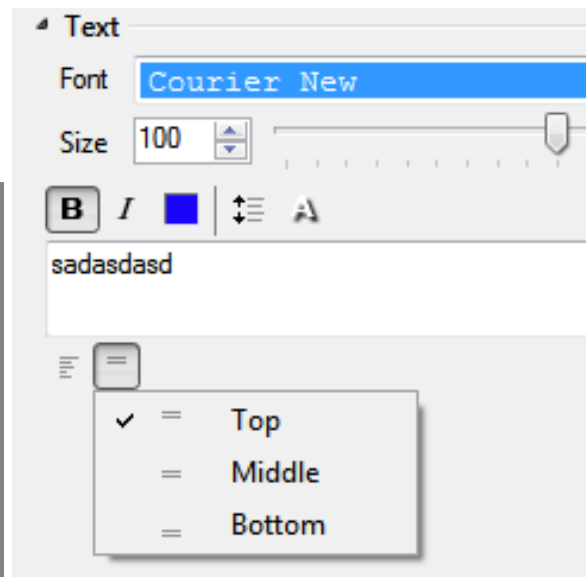 Text
Font Courier New
Size 100
B I A
sadasdasd
Top
Middle
Bottom